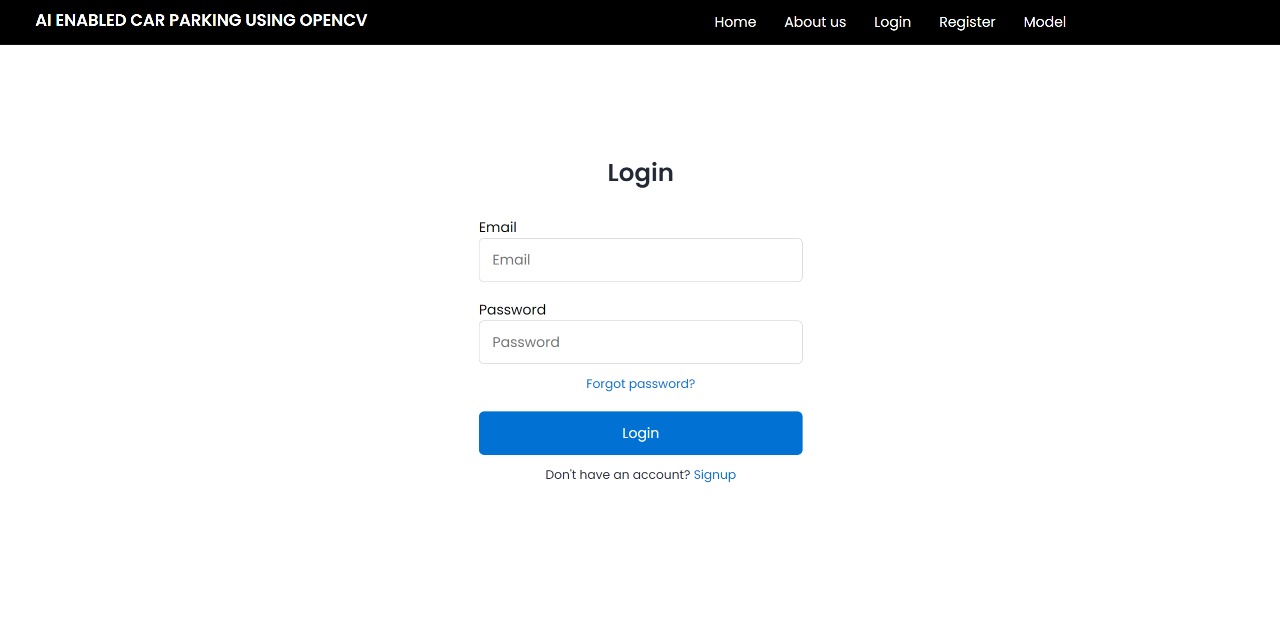 AI ENABLED CAR PARKING USING OPENCV
Home About us Login Register Model
Login
Email
Email
Password
Password
Forgot password?
Login
Don't have an account? Signup